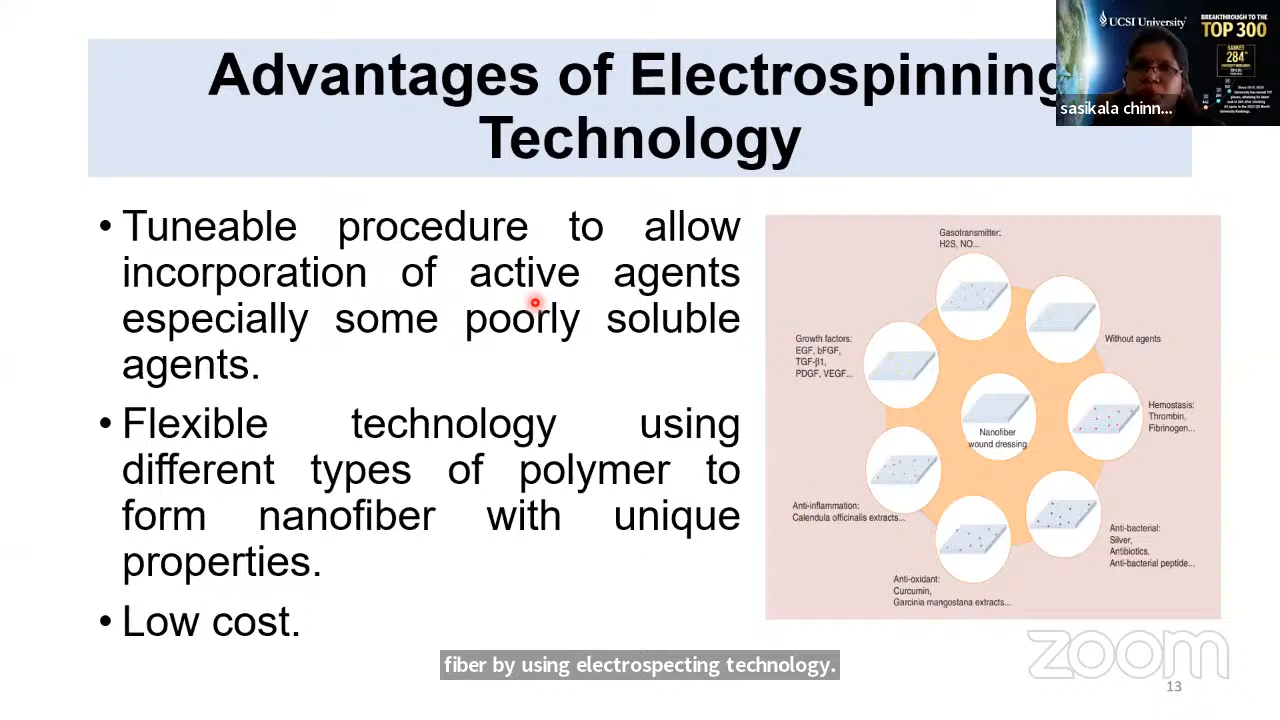 Advantages of Electrospinning
Technology
• Tuneable procedure to allow
incorporation of active agents
especially some poorly soluble
agents.
• Flexible technology using
different types of polymer to
form nanofiber with unique
properties.
• Low cost.
Gasotransmitter:
H2S, NO...
Without agents
Growth factors:
EGF, bFGF,
TGF-β1,
PDGF, VEGF...
Hemostasis:
Thrombin,
Fibrinogen...
Nanofiber
wound dressing
Anti-inflammation:
Calendula officinalis extracts...
Anti-bacterial:
Silver,
Antibiotics,
Anti-bacterial peptide...
Anti-oxidant:
Curcumin,
Garcinia mangostana extracts...
fiber by using electrospecting technology.
zoom
13
UCSI University
BREAKTHROUGH TO THE
TOP 300
RANKED
284
sasikala chinn...